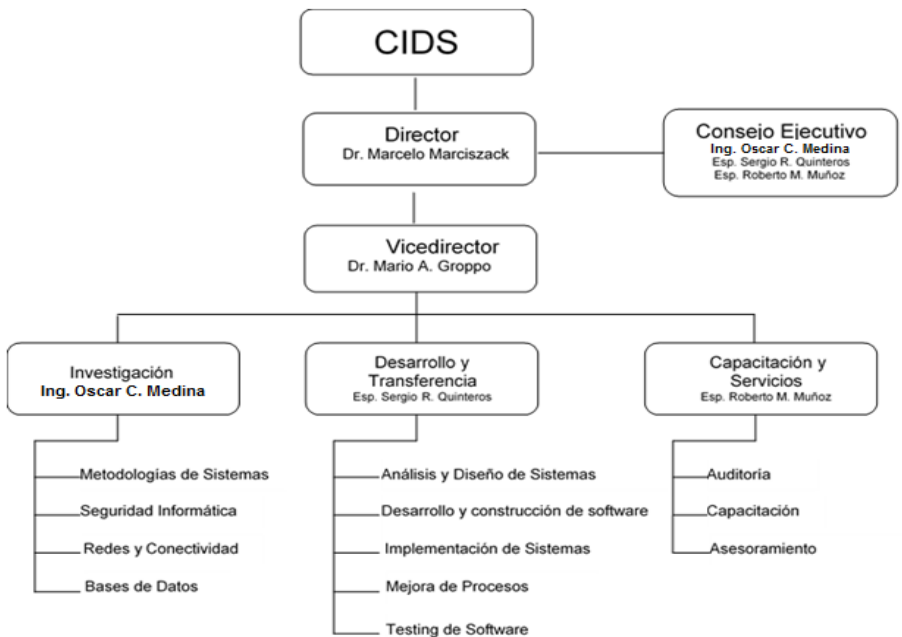 CIDS
Director
Dr. Marcelo Marciszack
Consejo Ejecutivo
Ing. Oscar C. Medina
Esp. Sergio R. Quinteros
Esp. Roberto M. Muñoz
Vicedirector
Dr. Mario A. Groppo
Investigación
Ing. Oscar C. Medina
Metodologías de Sistemas
Seguridad Informática
Redes y Conectividad
Bases de Datos
Desarrollo y
Transferencia
Esp. Sergio R. Quinteros
Análisis y Diseño de Sistemas
Desarrollo y construcción de software
Implementación de Sistemas
Mejora de Procesos
Testing de Software
Capacitación y
Servicios
Esp. Roberto M. Muñoz
Auditoría
Capacitación
Asesoramiento